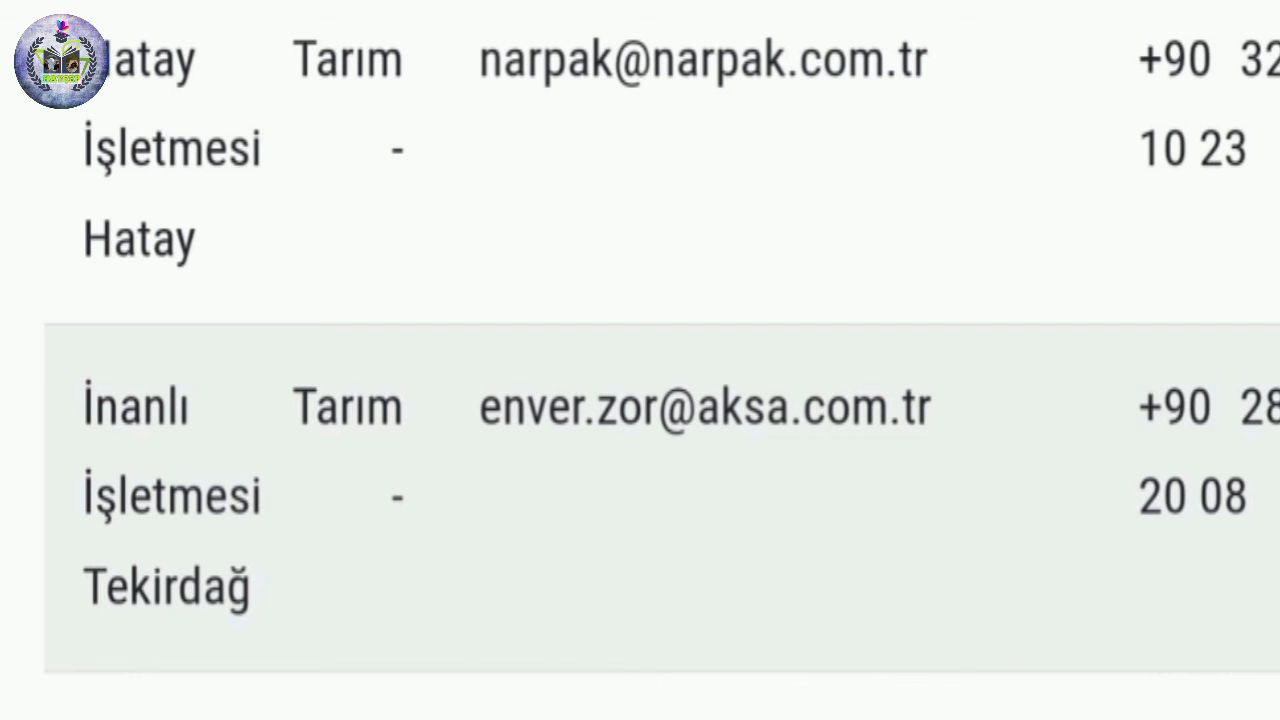 Hatay Tarım narpak@narpak.com.tr +90 32
İşletmesi - 10 23
Hatay
İnanlı Tarım enver.zor@aksa.com.tr +90 28
İşletmesi - 20 08
Tekirdağ